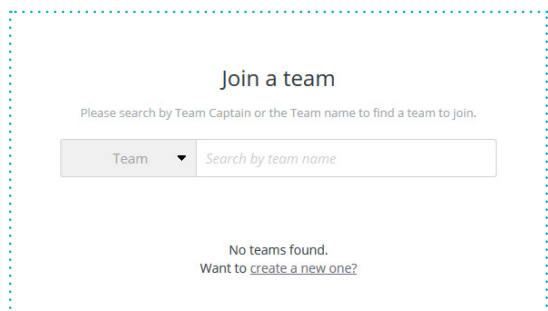 Join a team
Please search by Team Captain or the Team name to find a team to join.
Team Search by team name
No teams found.
Want to create a new one?